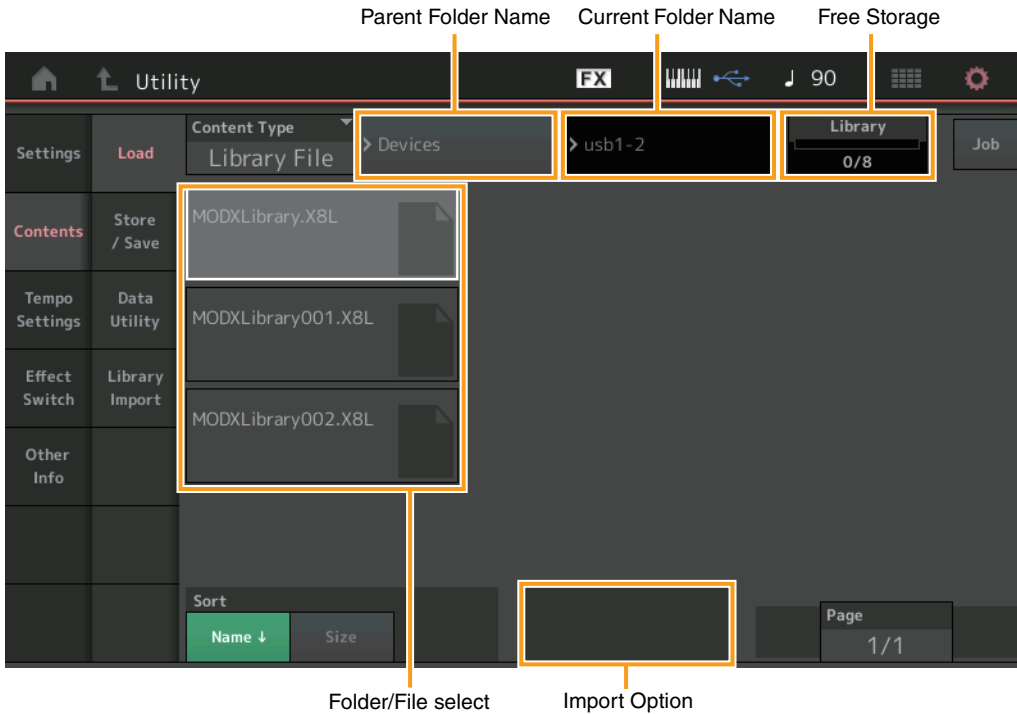 Parent Folder Name
Current Folder Name
Free Storage
Utility
FX
90
Settings
Load
Content Type
Library File
> Devices
> usb1-2
Library
0/8
Job
Contents
Store
/ Save
MODXLibrary.X8L
Tempo
Settings
Data
Utility
MODXLibrary001.X8L
Effect
Switch
Library
Import
MODXLibrary002.X8L
Other
Info
Sort
Name ↓
Size
Page
1/1
Folder/File select
Import Option